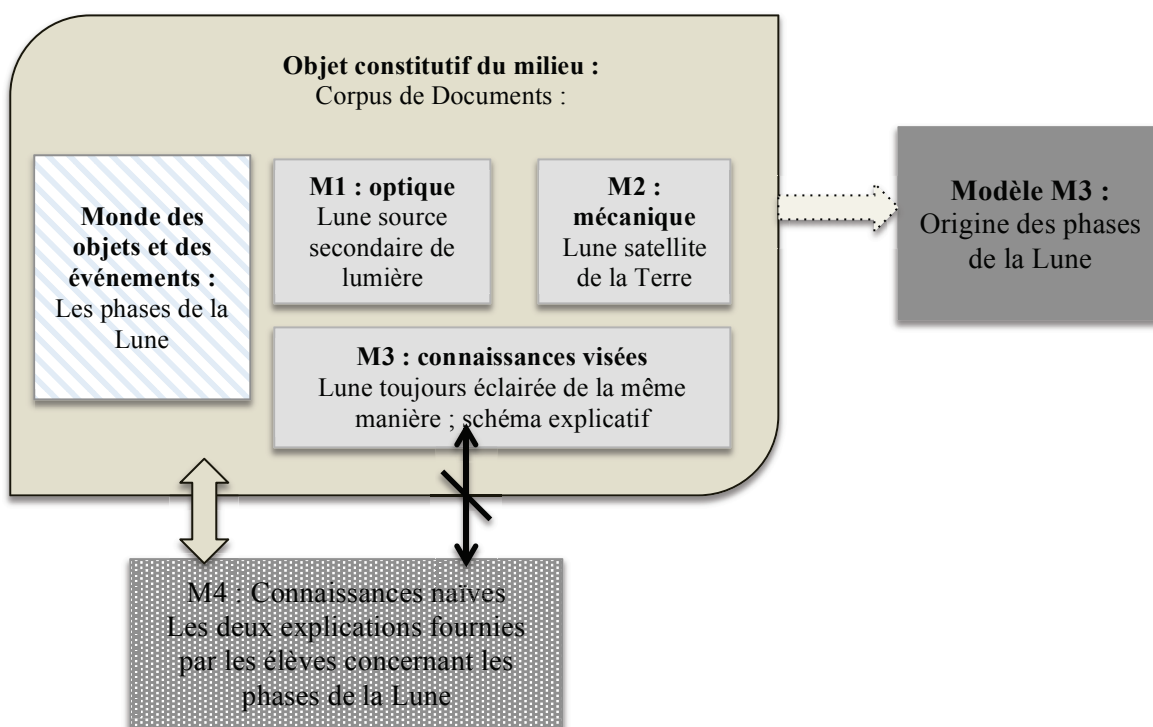 Objet constitutif du milieu :
Corpus de Documents :
Monde des
objets et des
événements :
Les phases de la
Lune
M1 : optique
Lune source
secondaire de
lumière
M2 :
mécanique
Lune satellite
de la Terre
M3 : connaissances visées
Lune toujours éclairée de la même
manière ; schéma explicatif
Modèle M3 :
Origine des phases
de la Lune
M4 : Connaissances naïves
Les deux explications fournies
par les élèves concernant les
phases de la Lune